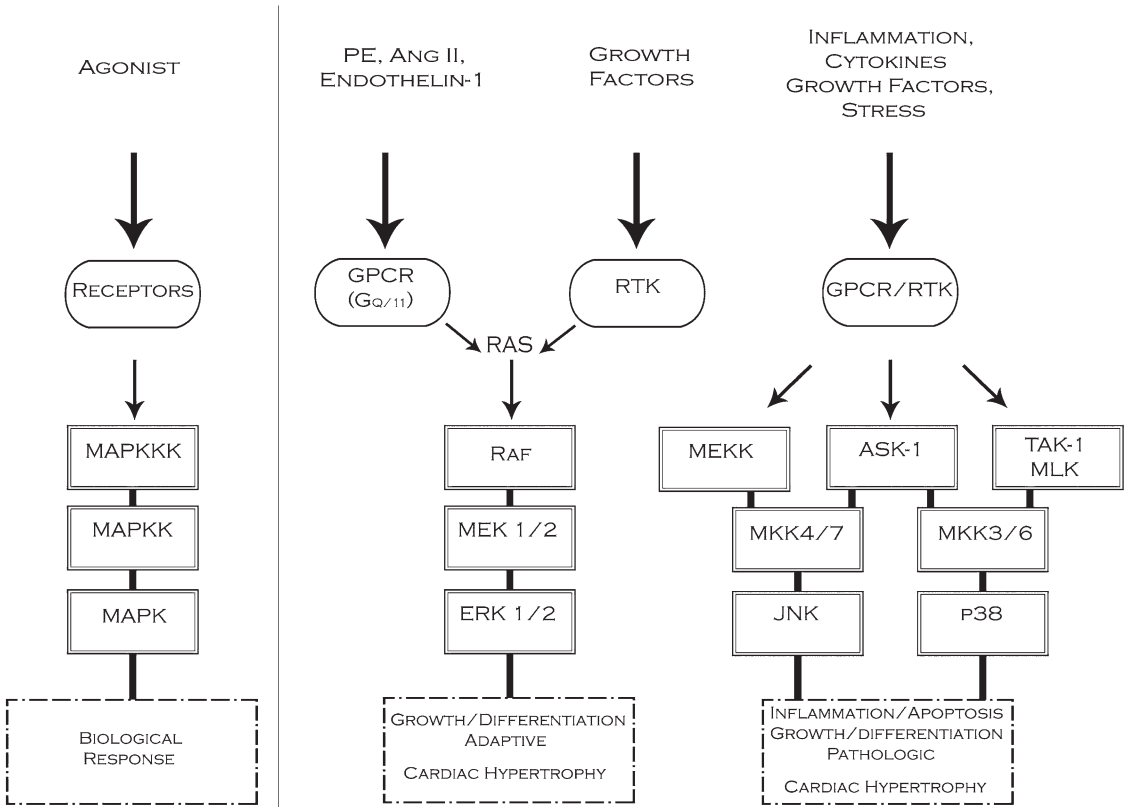 AGONIST
RECEPTORS
MAPKKK
MAPKK
MAPK
BIOLOGICAL
RESPONSE
PE, ANG II,
ENDOTHELIN-1
GROWTH
FACTORS
GPCR
(GQ/11)
RTK
RAS
RAF
MEK 1/2
ERK 1/2
GROWTH/DIFFERENTIATION
ADAPTIVE
CARDIAC HYPERTROPHY
INFLAMMATION,
CYTOKINES
GROWTH FACTORS,
STRESS
GPCR/RTK
MEKK
ASK-1
TAK-1
MLK
MKK4/7
MKK3/6
JNK
P38
INFLAMMATION/APOPTOSIS
GROWTH/DIFFERENTIATION
PATHOLOGIC
CARDIAC HYPERTROPHY